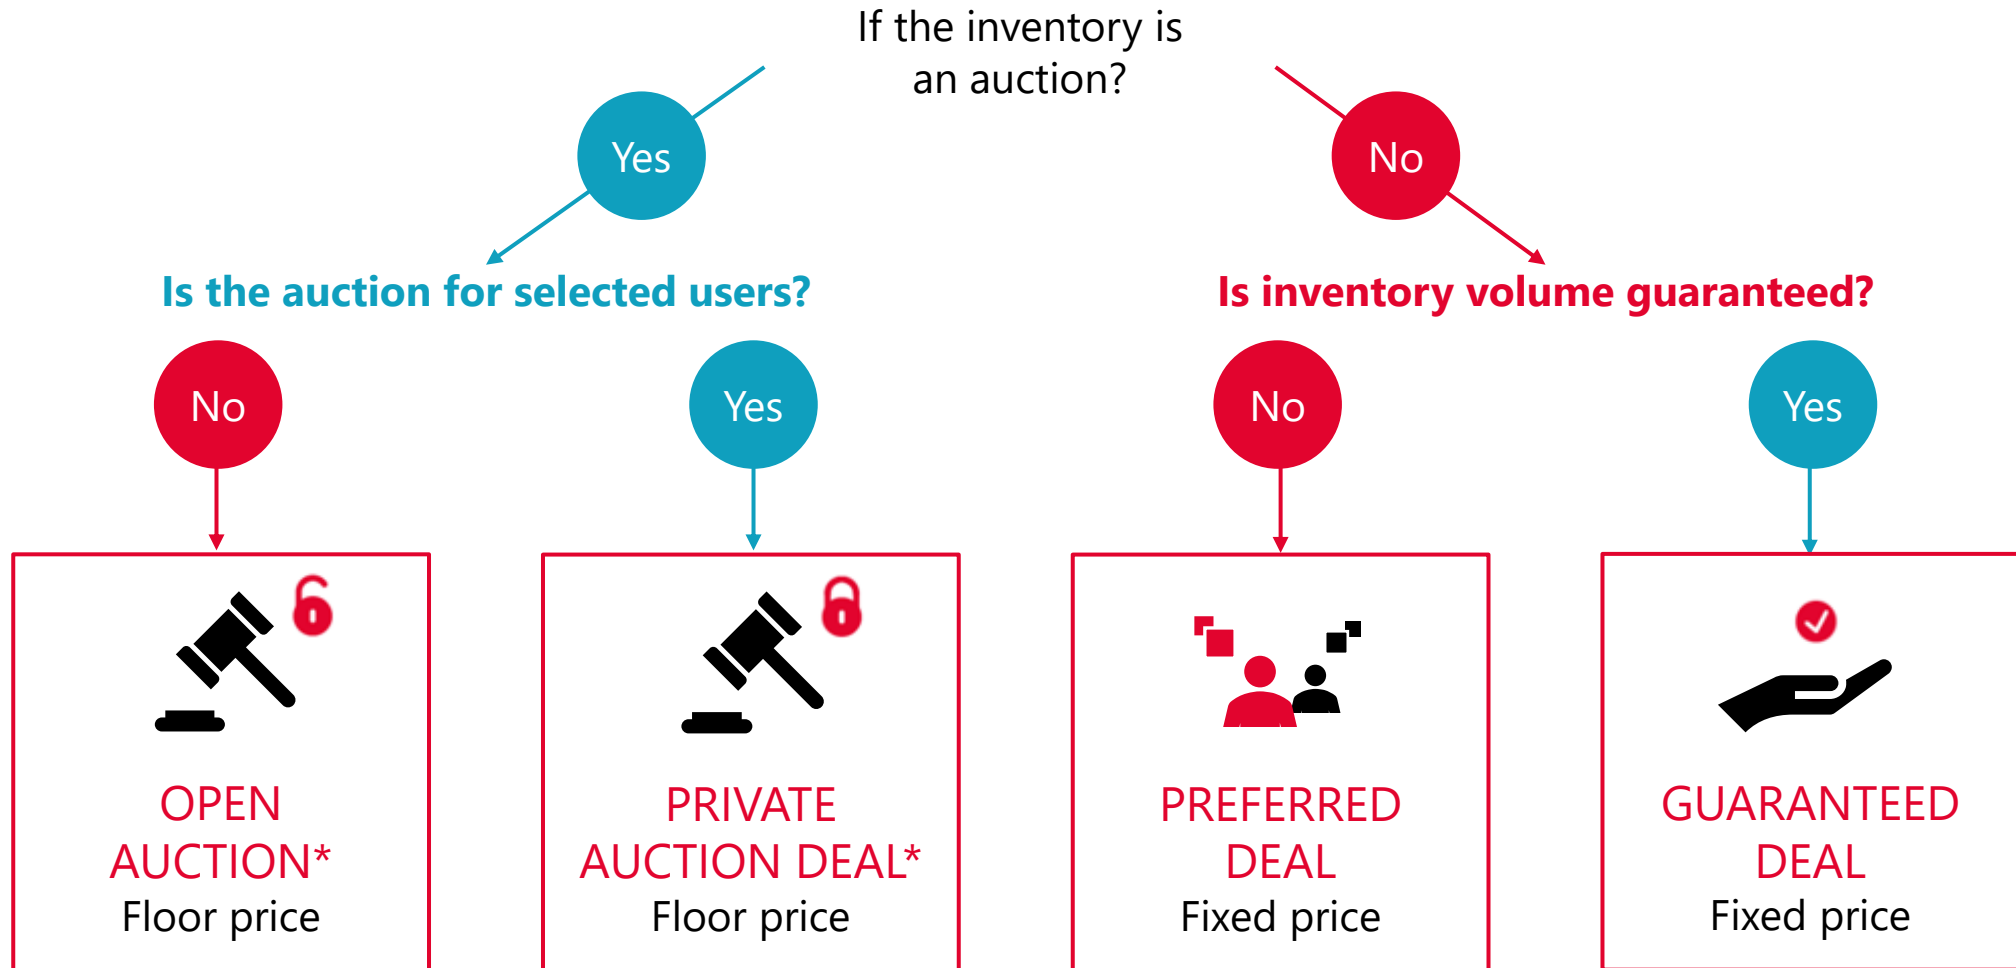 If the inventory is
an auction?
Yes
No
Is the auction for selected users?
Is inventory volume guaranteed?
No
Yes
No
Yes
OPEN
AUCTION*
Floor price
PRIVATE
AUCTION DEAL*
Floor price
PREFERRED
DEAL
Fixed price
GUARANTEED
DEAL
Fixed price